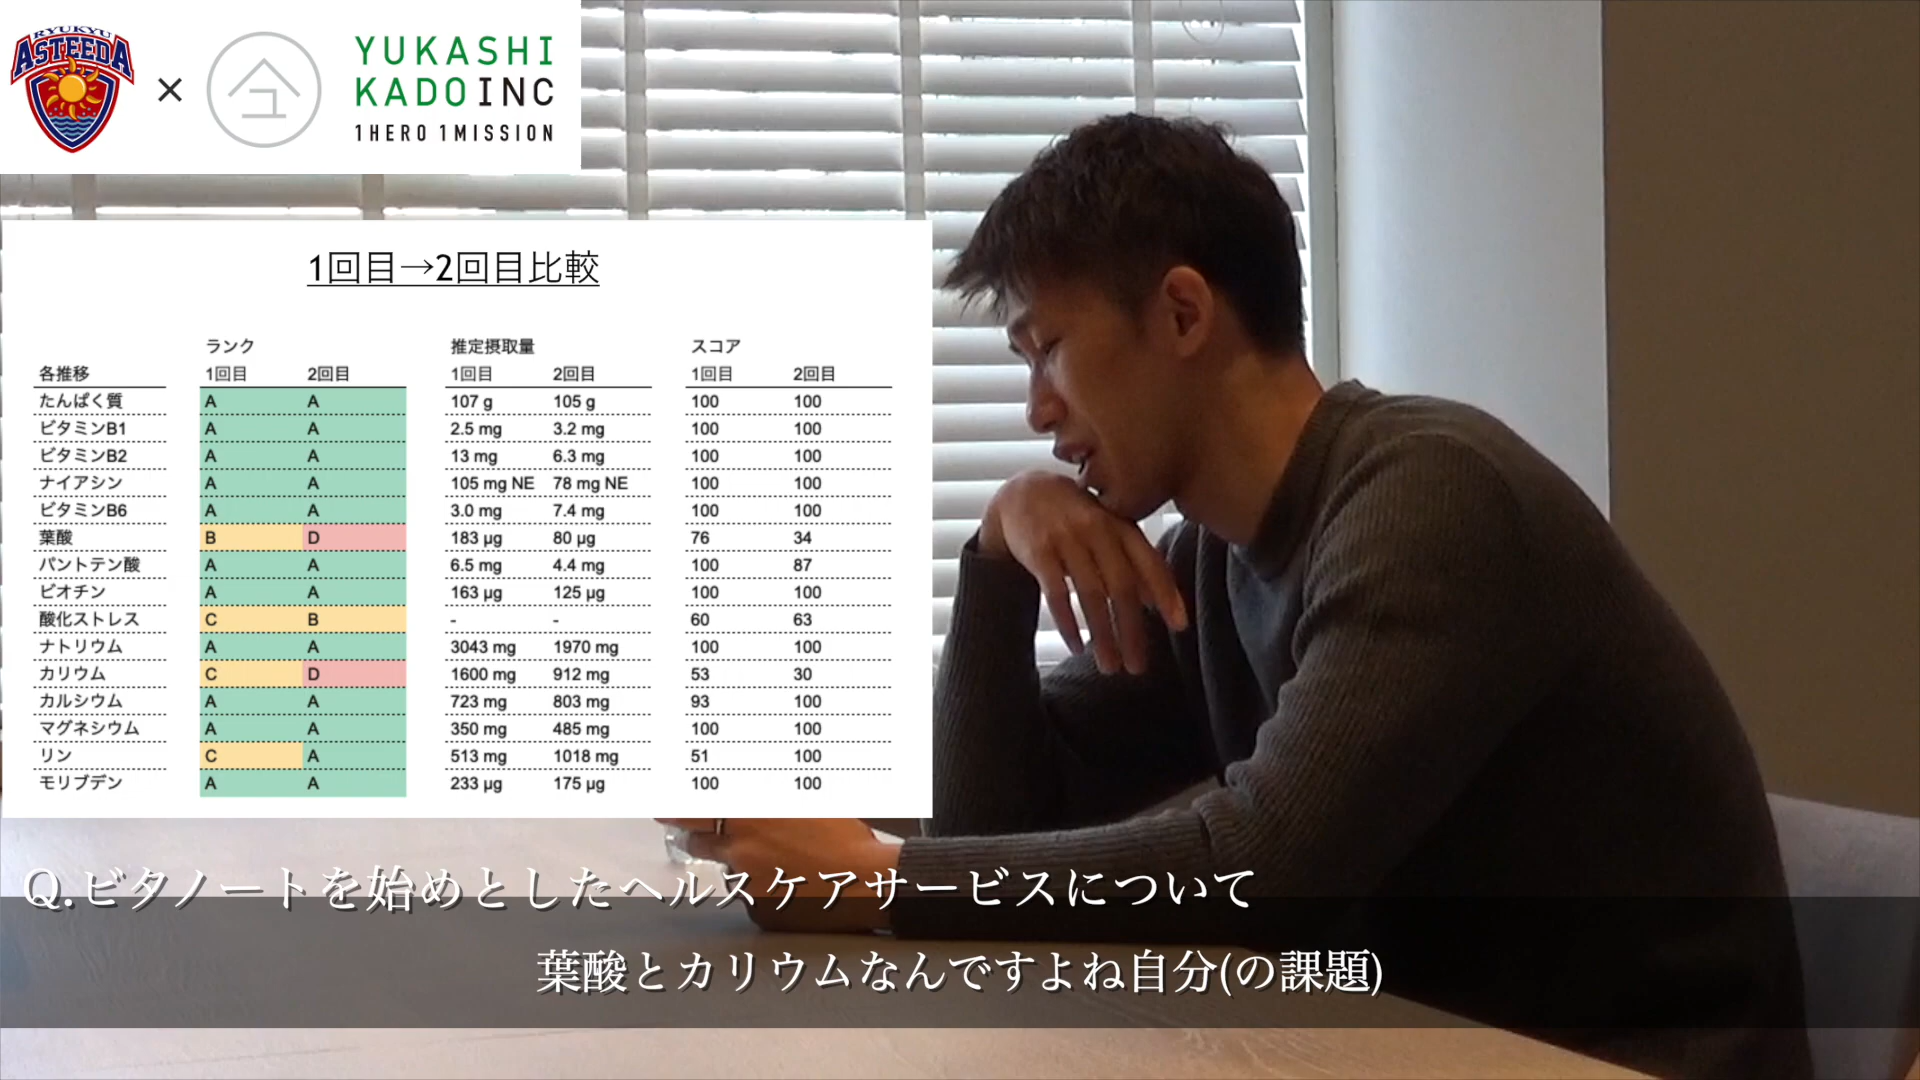 RYUKYU
ASTEEDA
×
YUKASHI
KADO INC
1HERO 1MISSION
1回目→2回目比較
ランク 推定摂取量 スコア
各推移 1回目 2回目 1回目 2回目 1回目 2回目
たんぱく質 A A 107 g 105 g 100 100
ビタミンB1 A A 2.5 mg 3.2 mg 100 100
ビタミンB2 A A 13 mg 6.3 mg 100 100
ナイアシン A A 105 mg NE 78 mg NE 100 100
ビタミンB6 A A 3.0 mg 7.4 mg 100 100
葉酸 B D 183 μg 80 μg 76 34
パントテン酸 A A 6.5 mg 4.4 mg 100 87
ビオチン A A 163 μg 125 μg 100 100
酸化ストレス C B - - 60 63
ナトリウム A A 3043 mg 1970 mg 100 100
カリウム C D 1600 mg 912 mg 53 30
カルシウム A A 723 mg 803 mg 93 100
マグネシウム A A 350 mg 485 mg 100 100
リン C A 513 mg 1018 mg 51 100
モリブデン A A 233 μg 175 μg 100 100
Q.ビタノートを始めとしたヘルスケアサービスについて
葉酸とカリウムなんですよね自分(の課題)